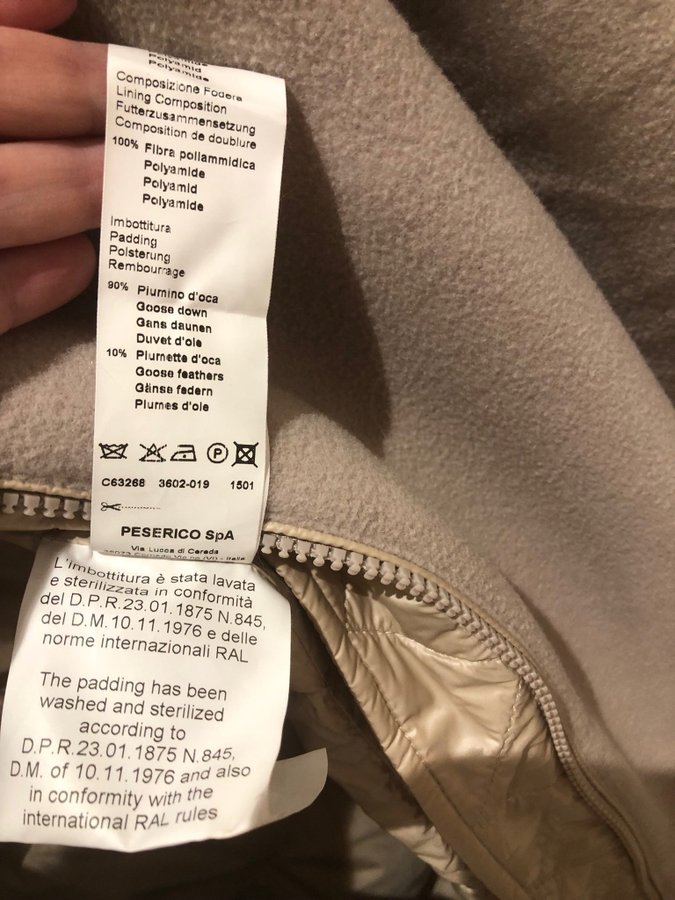 Polyamid
Polyamide
Composizione Fodera
Lining Composition
Futterzusammensetzung
Composition de doublure
100% Fibra poliammidica
Polyamide
Polyamid
Polyamide
Imbottitura
Padding
Polsterung
Rembourrage
90% Piumino d'oca
Goose down
Gans daunen
Duvet d'oie
10% Piumette d'oca
Goose feathers
Gänse federn
Plumes d'oie
P
C63268 3602-019 1501
PESERICO SpA
Via Lucca di Cereda
L'imbottitura è stata lavata
e sterilizzata in conformità
del D.P.R.23.01.1875 N.845,
del D.M.10.11.1976 e delle
norme internazionali RAL
The padding has been
washed and sterilized
according to
D.P.R.23.01.1875 N.845,
D.M. of 10.11.1976 and also
in conformity with the
international RAL rules